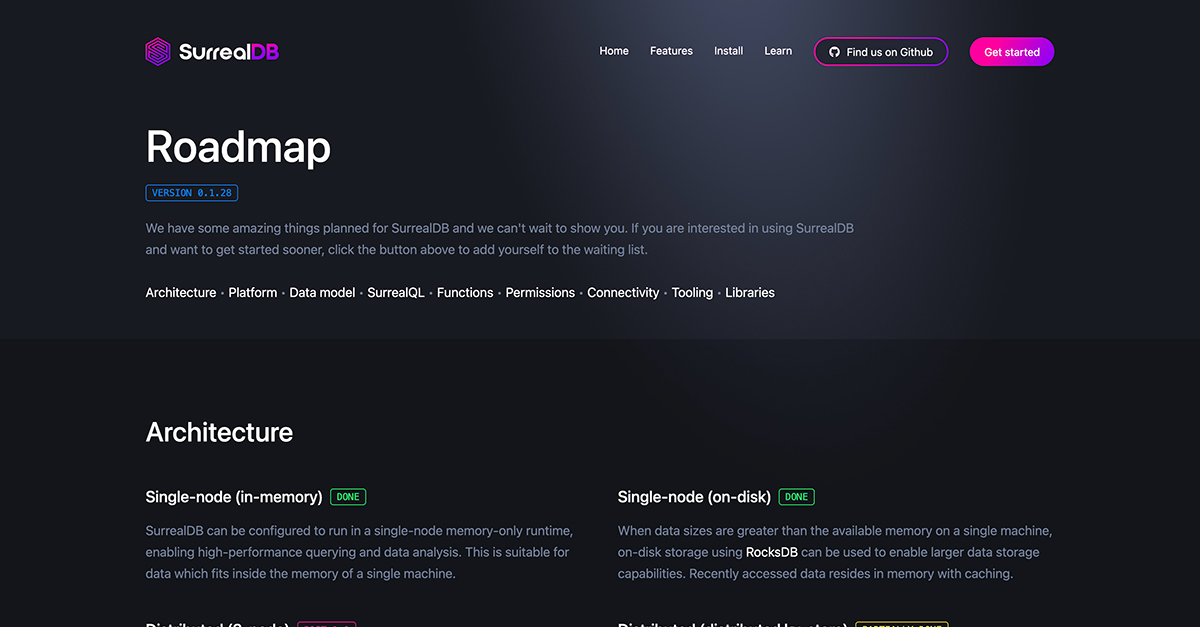 SurrealDB
Home Features Install Learn Find us on Github Get started
Roadmap
VERSION 0.1.28
We have some amazing things planned for SurrealDB and we can't wait to show you. If you are interested in using SurrealDB
and want to get started sooner, click the button above to add yourself to the waiting list.
Architecture · Platform · Data model · SurrealQL · Functions · Permissions · Connectivity · Tooling · Libraries
Architecture
Single-node (in-memory) DONE
SurrealDB can be configured to run in a single-node memory-only runtime,
enabling high-performance querying and data analysis. This is suitable for
data which fits inside the memory of a single machine.
Single-node (on-disk) DONE
When data sizes are greater than the available memory on a single machine,
on-disk storage using RocksDB can be used to enable larger data storage
capabilities. Recently accessed data resides in memory with caching.